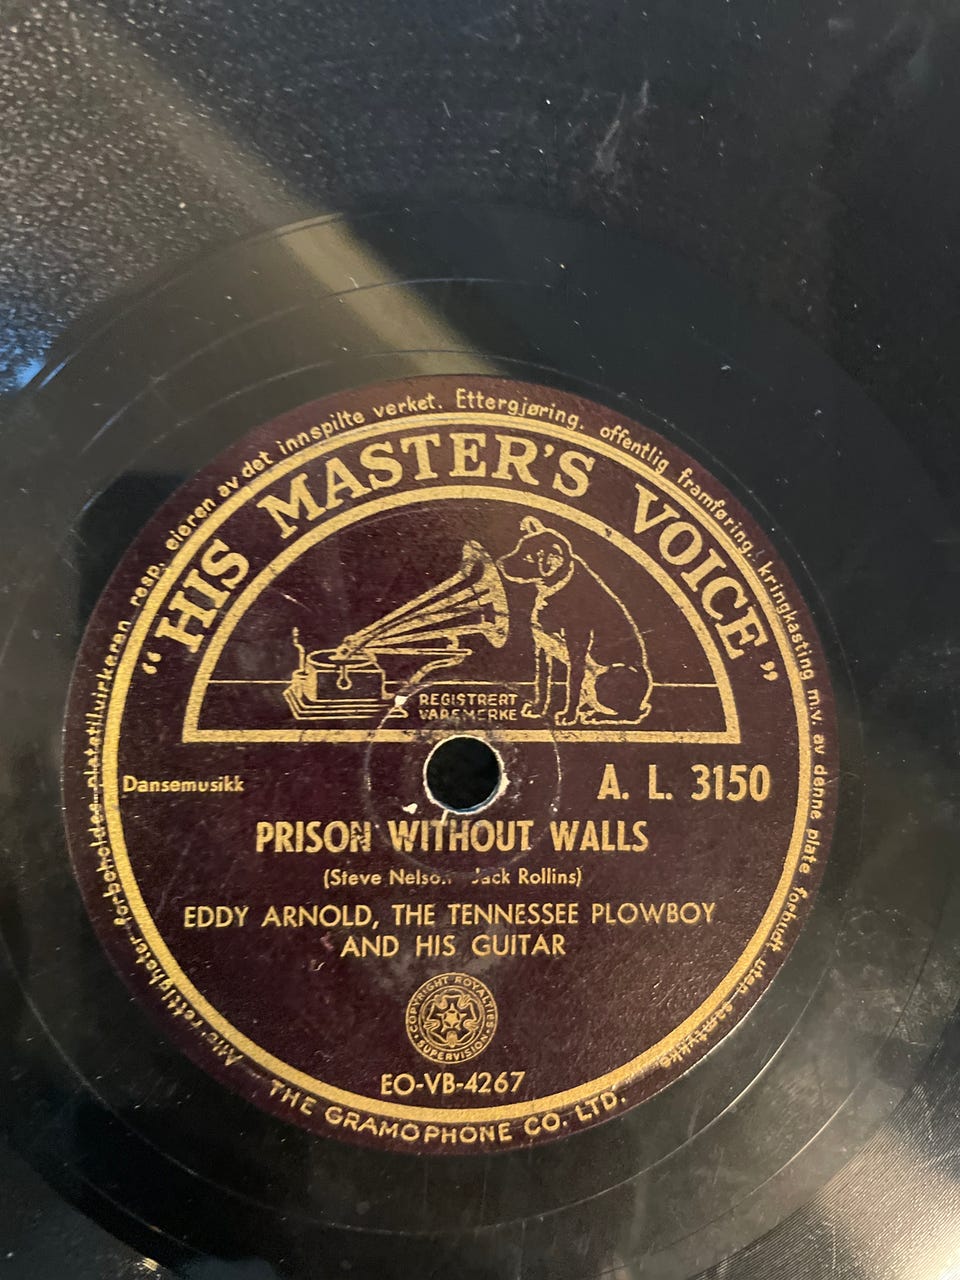 Alle rettigheter forbeholdes platetilvirkeren resp. eieren av det innspilte verket. Ettergjøring, offentlig framføring, kringkasting m/v av denne plate forbudt uten samtykke.
"HIS MASTER'S VOICE"
REGISTRERT
VAREMERKE
Dansemusikk
A. L. 3150
PRISON WITHOUT WALLS
(Steve Nelson Jack Rollins)
EDDY ARNOLD, THE TENNESSEE PLOWBOY
AND HIS GUITAR
COPYRIGHT ROYALTIES
SUPERVISION
EO-VB-4267
THE GRAMOPHONE CO. LTD.